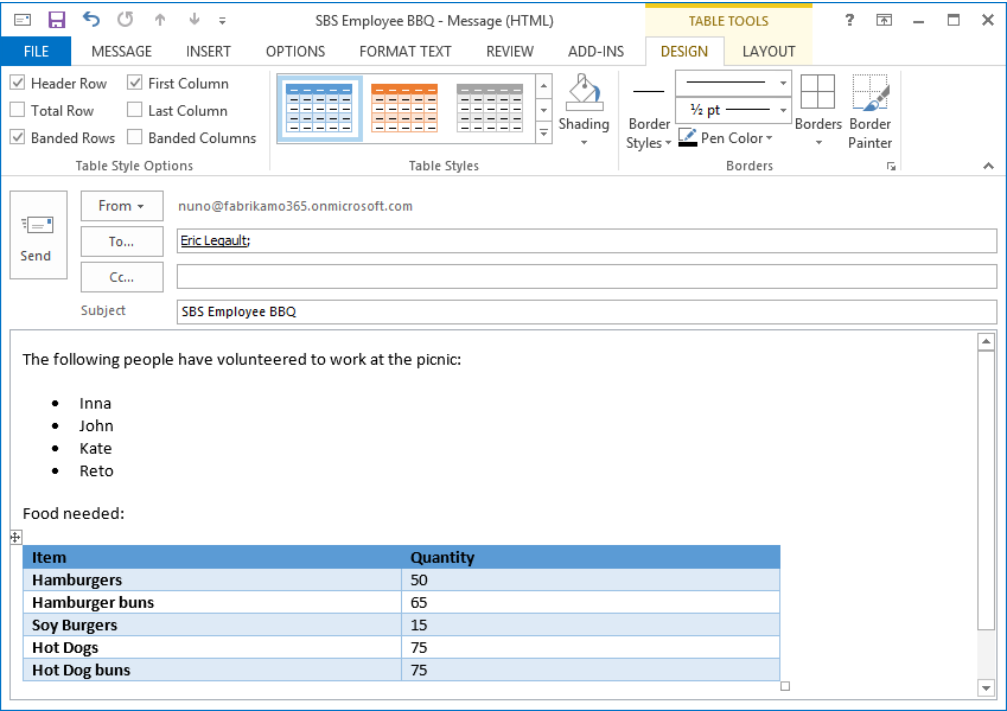 SBS Employee BBQ - Message (HTML)
TABLE TOOLS
?
FILE MESSAGE INSERT OPTIONS FORMAT TEXT REVIEW ADD-INS DESIGN LAYOUT
Header Row First Column
Total Row Last Column
Banded Rows Banded Columns
Table Style Options
Table Styles
Shading
Border Styles
½ pt
Pen Color
Borders
Border Painter
Borders
Send
From nuno@fabrikamo365.onmicrosoft.com
To... Eric Legault;
Cc...
Subject SBS Employee BBQ
The following people have volunteered to work at the picnic:
• Inna
• John
• Kate
• Reto
Food needed:
Item Quantity
Hamburgers 50
Hamburger buns 65
Soy Burgers 15
Hot Dogs 75
Hot Dog buns 75